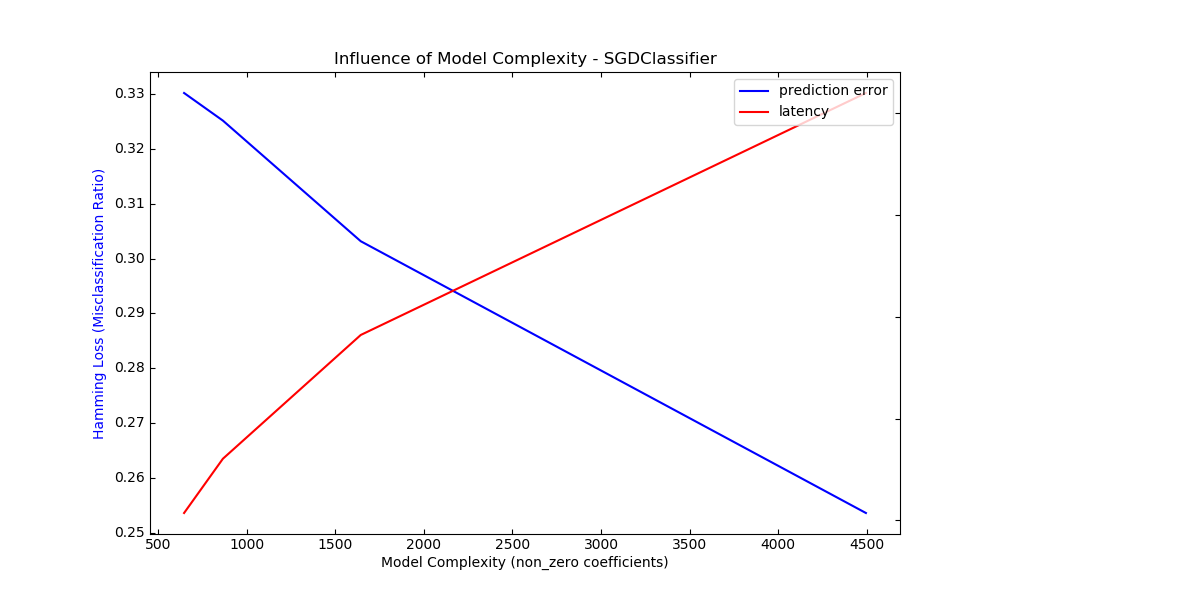 Influence of Model Complexity - SGDClassifier
prediction error
latency
0.33
0.32
0.31
0.30
0.29
0.28
0.27
0.26
0.25
Hamming Loss (Misclassification Ratio)
500 1000 1500 2000 2500 3000 3500 4000 4500
Model Complexity (non_zero coefficients)